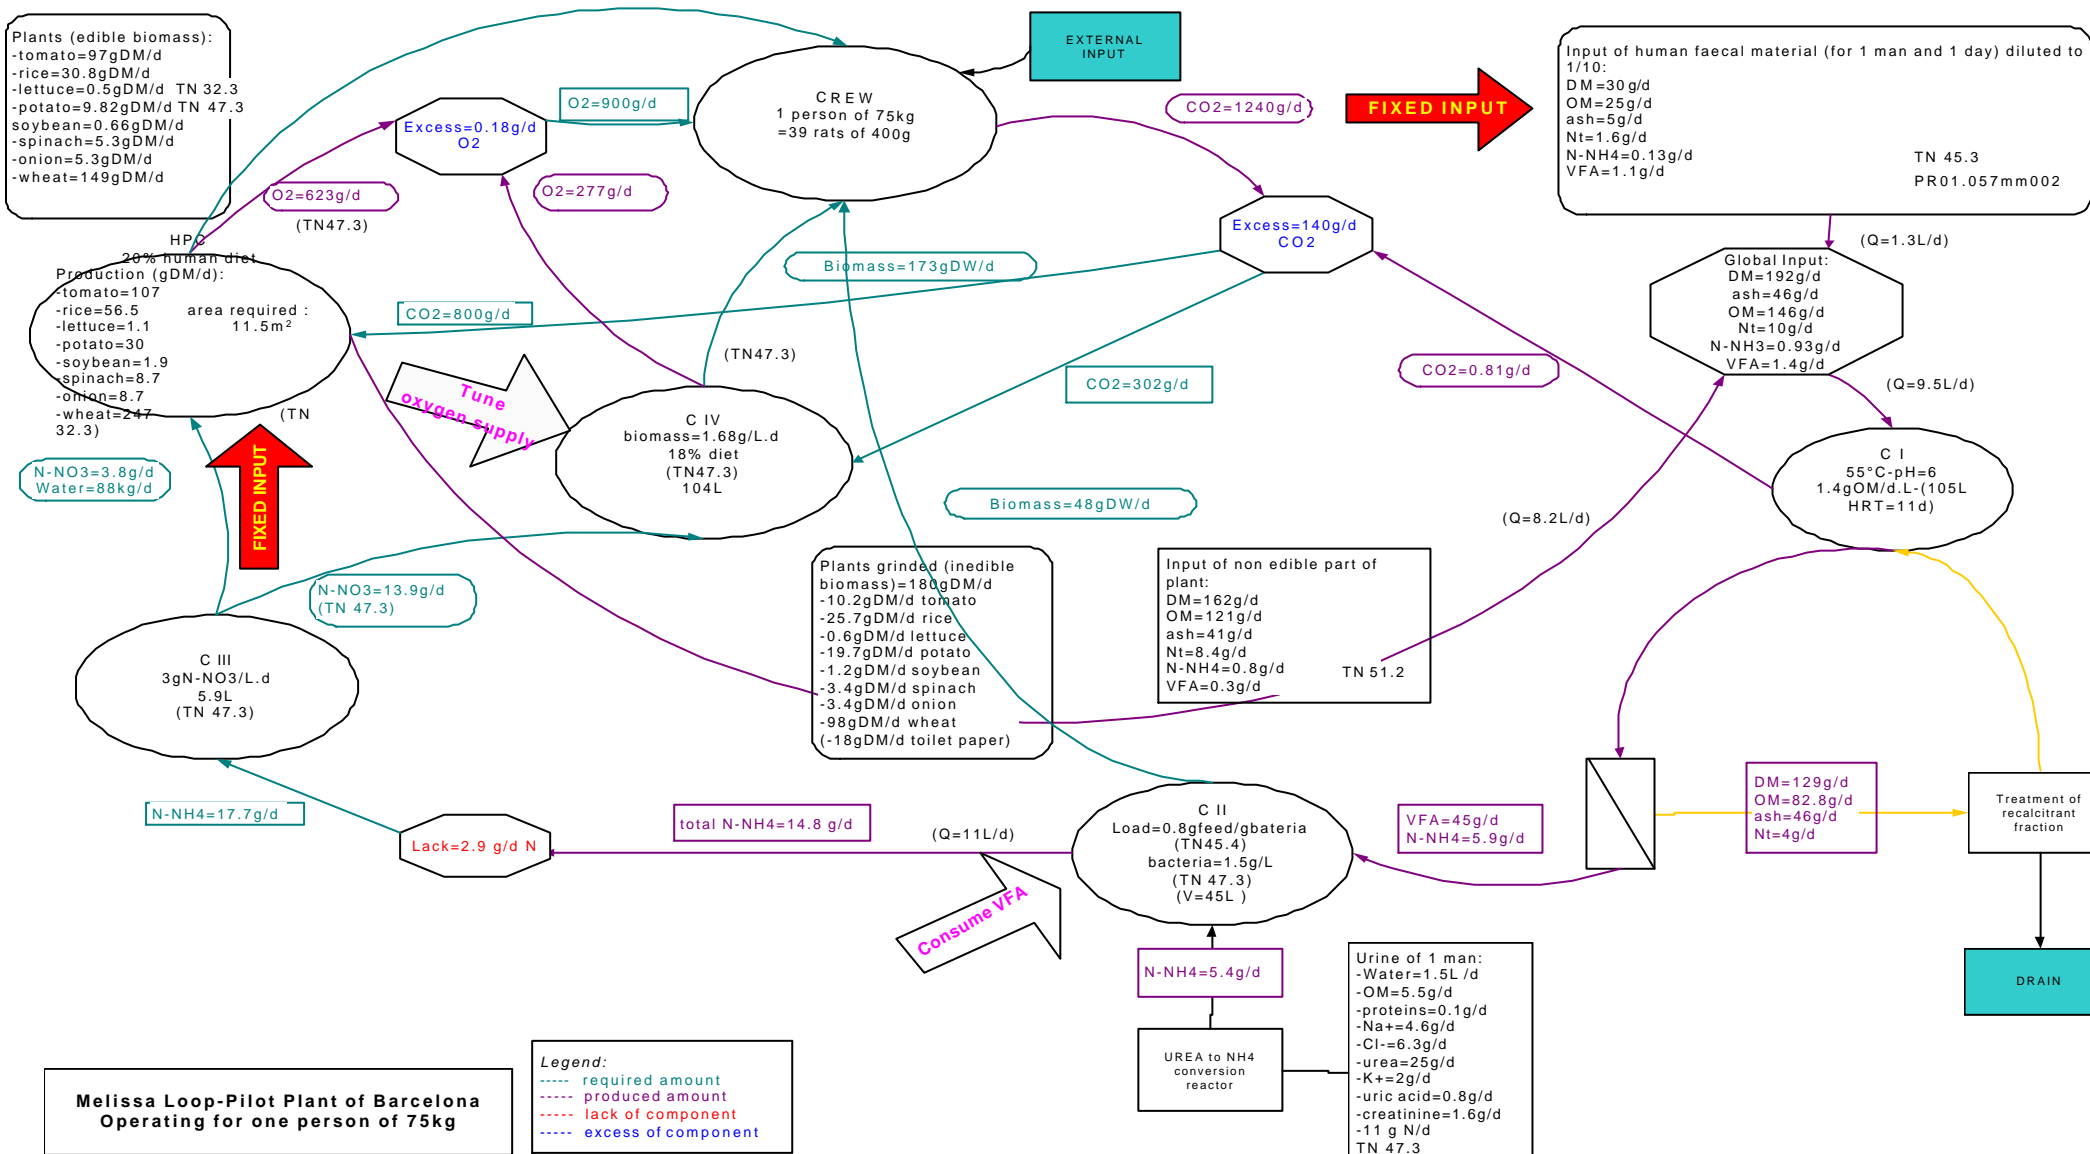 Plants (edible biomass):
-tomato=97gDM/d
-rice=30.8gDM/d
-lettuce=0.5gDM/d TN 32.3
-potato=9.82gDM/d TN 47.3
soybean=0.66gDM/d
-spinach=5.3gDM/d
-onion=5.3gDM/d
-wheat=149gDM/d
EXTERNAL
INPUT
CREW
1 person of 75kg
=39 rats of 400g
O2=900g/d
Excess=0.18g/d
O2
O2=623g/d
(TN47.3)
O2=277g/d
CO2=1240g/d
FIXED INPUT
Input of human faecal material (for 1 man and 1 day) diluted to
1/10:
DM=30g/d
OM=25g/d
ash=5g/d
Nt=1.6g/d
N-NH4=0.13g/d
VFA=1.1g/d
TN 45.3
PR01.057mm002
(Q=1.3L/d)
Excess=140g/d
CO2
Biomass=173gDW/d
HPC
20% human diet
Production (gDM/d):
-tomato=107
-rice=56.5
-lettuce=1.1
-potato=30
-soybean=1.9
-spinach=8.7
-onion=8.7
-wheat=247
(TN
32.3)
area required :
11.5m²
CO2=800g/d
(TN47.3)
CO2=302g/d
CO2=0.81g/d
Global Input:
DM=192g/d
ash=46g/d
OM=146g/d
Nt=10g/d
N-NH3=0.93g/d
VFA=1.4g/d
(Q=9.5L/d)
Tune
oxygen supply
C IV
biomass=1.68g/L.d
18% diet
(TN47.3)
104L
C I
55°C-pH=6
1.4gOM/d.L-(105L
HRT=11d)
N-NO3=3.8g/d
Water=88kg/d
FIXED INPUT
Biomass=48gDW/d
(Q=8.2L/d)
N-NO3=13.9g/d
(TN 47.3)
Plants grinded (inedible
biomass)=180gDM/d
-10.2gDM/d tomato
-25.7gDM/d rice
-0.6gDM/d lettuce
-19.7gDM/d potato
-1.2gDM/d soybean
-3.4gDM/d spinach
-3.4gDM/d onion
-98gDM/d wheat
(-18gDM/d toilet paper)
Input of non edible part of
plant:
DM=162g/d
OM=121g/d
ash=41g/d
Nt=8.4g/d
N-NH4=0.8g/d
VFA=0.3g/d
TN 51.2
C III
3gN-NO3/L.d
5.9L
(TN 47.3)
N-NH4=17.7g/d
Lack=2.9 g/d N
total N-NH4=14.8 g/d
(Q=11L/d)
C II
Load=0.8gfeed/gbateria
(TN45.4)
bacteria=1.5g/L
(TN 47.3)
(V=45L )
VFA=45g/d
N-NH4=5.9g/d
DM=129g/d
OM=82.8g/d
ash=46g/d
Nt=4g/d
Treatment of
recalcitrant
fraction
Consume VFA
N-NH4=5.4g/d
UREA to NH4
conversion
reactor
Urine of 1 man:
-Water=1.5L /d
-OM=5.5g/d
-proteins=0.1g/d
-Na+=4.6g/d
-Cl-=6.3g/d
-urea=25g/d
-K+=2g/d
-uric acid=0.8g/d
-creatinine=1.6g/d
-11 g N/d
TN 47.3
DRAIN
Melissa Loop-Pilot Plant of Barcelona
Operating for one person of 75kg
Legend:
----- required amount
----- produced amount
----- lack of component
----- excess of component